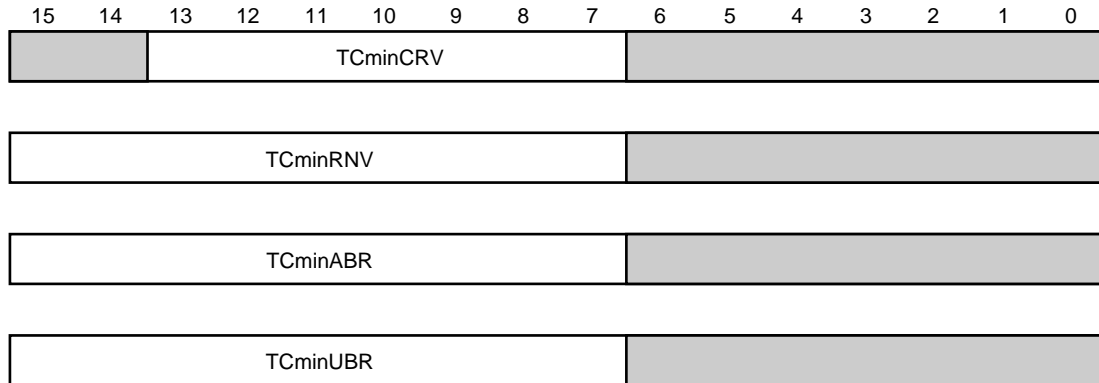 15 14 13 12 11 10 9 8 7 6 5 4 3 2 1 0
TCminCRV
TCminRNV
TCminABR
TCminUBR